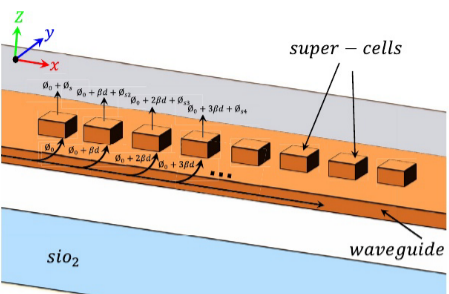 Z
y
x
super − cells
Ø₀ + Øₛ
Ø₀ + βd + Øₛ₂
Ø₀ + 2βd + Øₛ₃
Ø₀ + 3βd + Øₛ₄
Ø₀
Ø₀ + βd
Ø₀ + 2βd
Ø₀ + 3βd
...
waveguide
sio₂